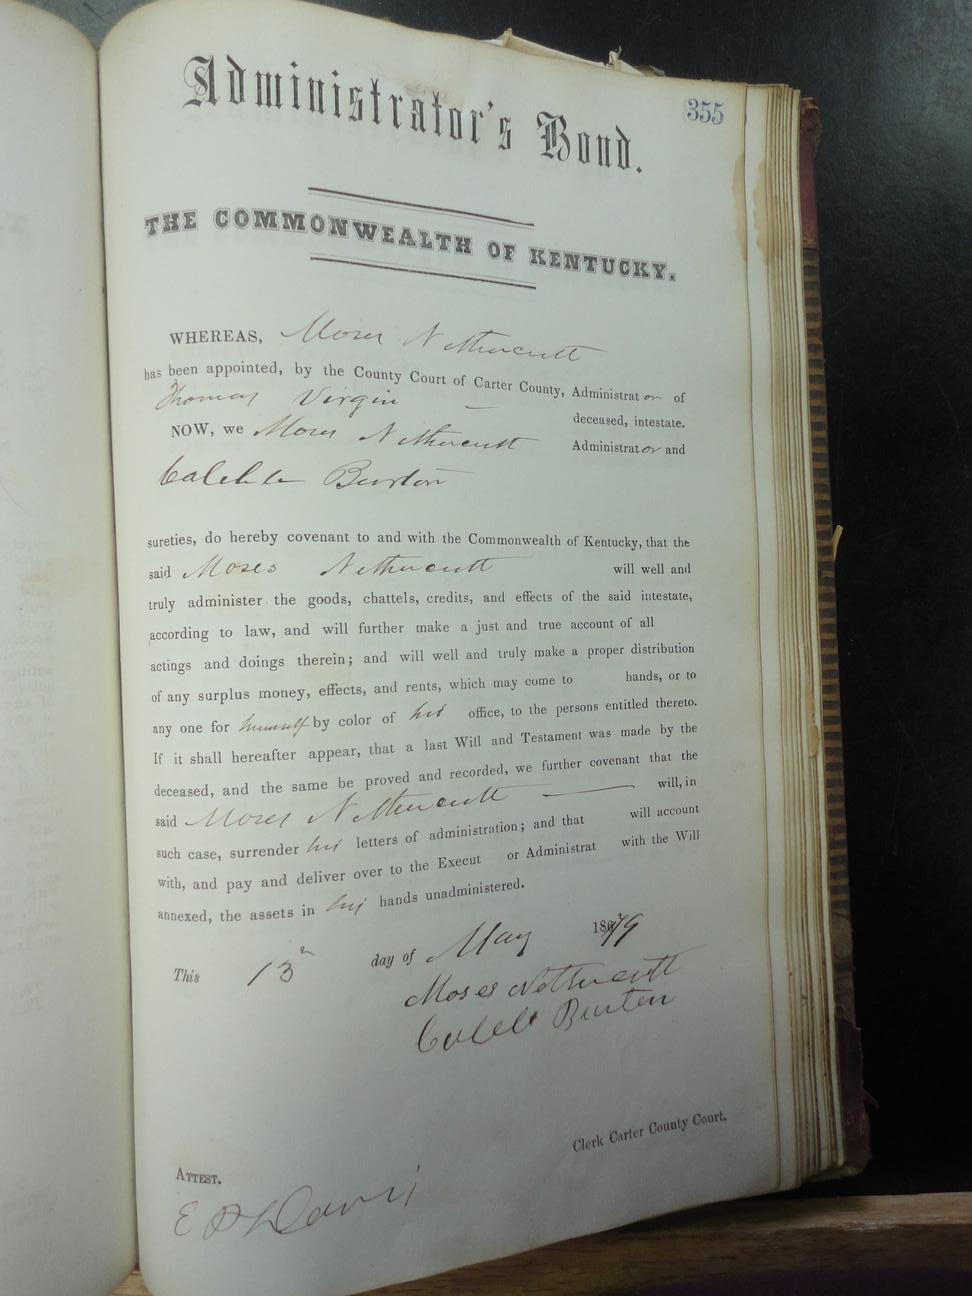 355
Administrator's Bond.
THE COMMONWEALTH OF KENTUCKY.
WHEREAS, Moses Nethercutt
has been appointed, by the County Court of Carter County, Administrator of
Thomas Virgin deceased, intestate.
NOW, we Moses Nethercutt Administrator and
Caleb Burton
sureties, do hereby covenant to and with the Commonwealth of Kentucky, that the
said Moses Nethercutt will well and
truly administer the goods, chattels, credits, and effects of the said intestate,
according to law, and will further make a just and true account of all
actings and doings therein; and will well and truly make a proper distribution
of any surplus money, effects, and rents, which may come to hands, or to
any one for himself by color of his office, to the persons entitled thereto.
If it shall hereafter appear, that a last Will and Testament was made by the
deceased, and the same be proved and recorded, we further covenant that the
said Moses Nethercutt — will, in
such case, surrender his letters of administration; and that will account
with, and pay and deliver over to the Execut or Administrat with the Will
annexed, the assets in his hands unadministered.
This 13th day of May 1879
Moses Nethercutt
Caleb Burton
Clerk Carter County Court.
ATTEST.
Davis